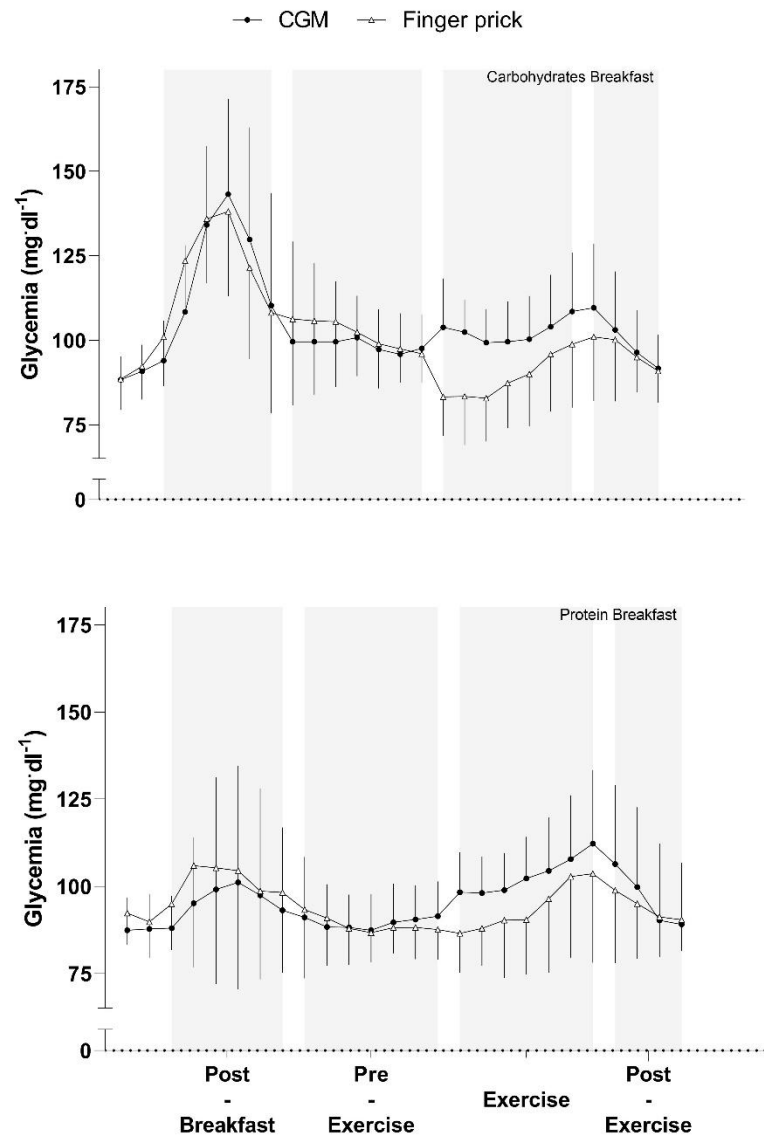 CGM Finger prick
Carbohydrates Breakfast
Glycemia (mg·dl-1)
175
150
125
100
75
0
Protein Breakfast
Glycemia (mg·dl-1)
175
150
125
100
75
0
Post Pre Post
- - Exercise -
Breakfast Exercise Exercise